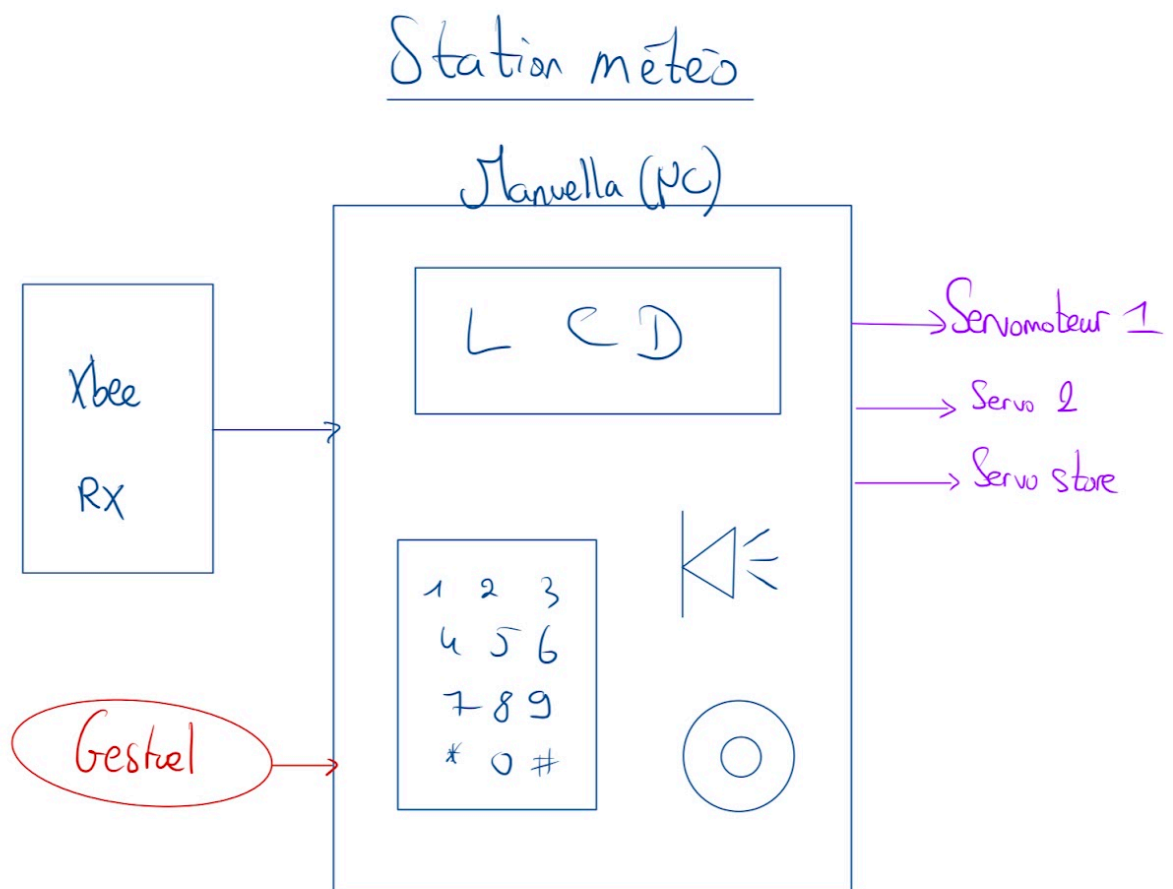 Station météo
Manuella (µC)
L C D
Xbee
RX
1 2 3
4 5 6
7 8 9
* 0 #
Gestuel
Servomoteur 1
Servo 2
Servo store